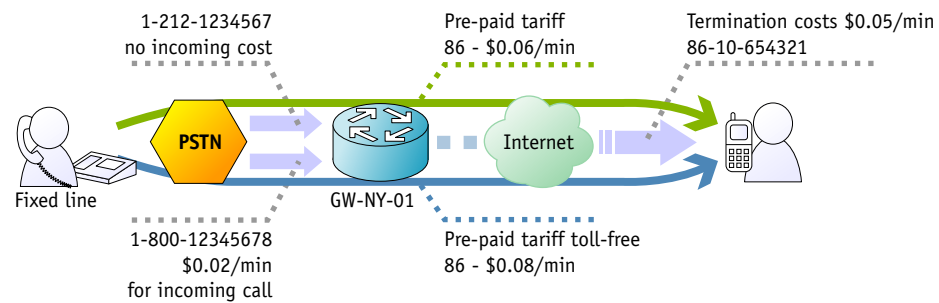 1-212-1234567
no incoming cost
Pre-paid tariff
86 - $0.06/min
Termination costs $0.05/min
86-10-654321
PSTN
Internet
Fixed line
GW-NY-01
1-800-12345678
$0.02/min
for incoming call
Pre-paid tariff toll-free
86 - $0.08/min